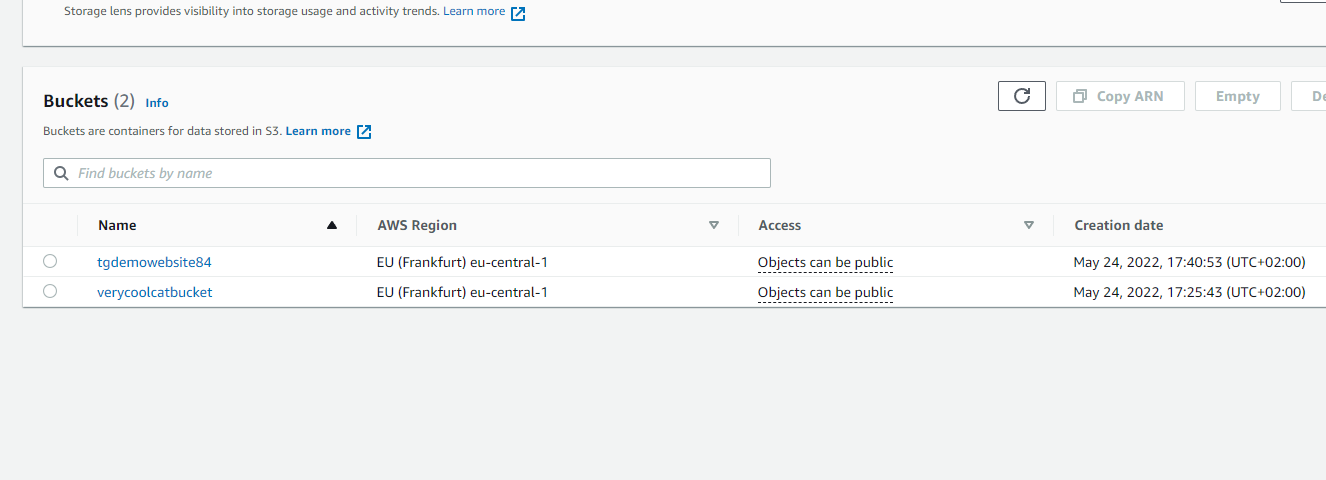 Storage lens provides visibility into storage usage and activity trends. Learn more
Buckets (2) Info
Copy ARN
Empty
Buckets are containers for data stored in S3. Learn more
Find buckets by name
Name AWS Region Access Creation date
tgdemowebsite84 EU (Frankfurt) eu-central-1 Objects can be public May 24, 2022, 17:40:53 (UTC+02:00)
verycoolcatbucket EU (Frankfurt) eu-central-1 Objects can be public May 24, 2022, 17:25:43 (UTC+02:00)